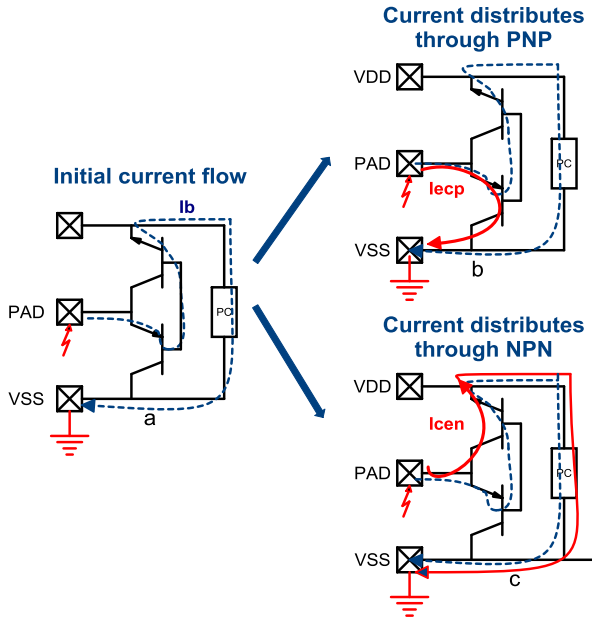 Current distributes
through PNP
VDD
PAD
PC
Iecp
VSS
b
Initial current flow
Ib
PAD
PC
VSS
a
Current distributes
through NPN
VDD
Icen
PAD
PC
VSS
c